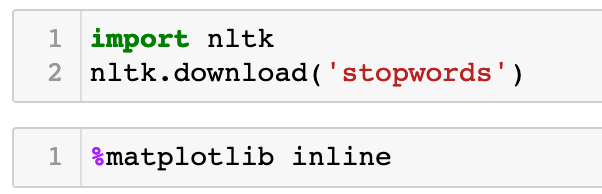 1 import nltk
2 nltk.download('stopwords')
1 %matplotlib inline